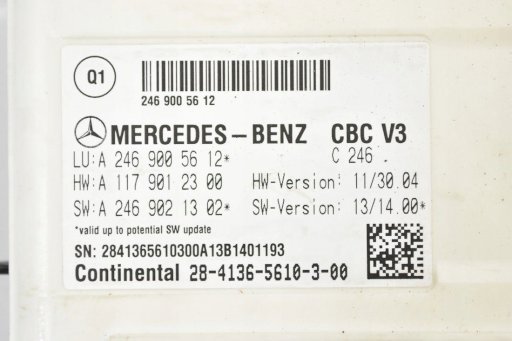 Q1
246 900 56 12
MERCEDES-BENZ CBC V3
LU:A 246 900 56 12* C 246 .
HW:A 117 901 23 00 HW-Version: 11/30.04
SW:A 246 902 13 02* SW-Version: 13/14.00*
*valid up to potential SW update
SN: 2841365610300A13B1401193
Continental 28-4136-5610-3-00